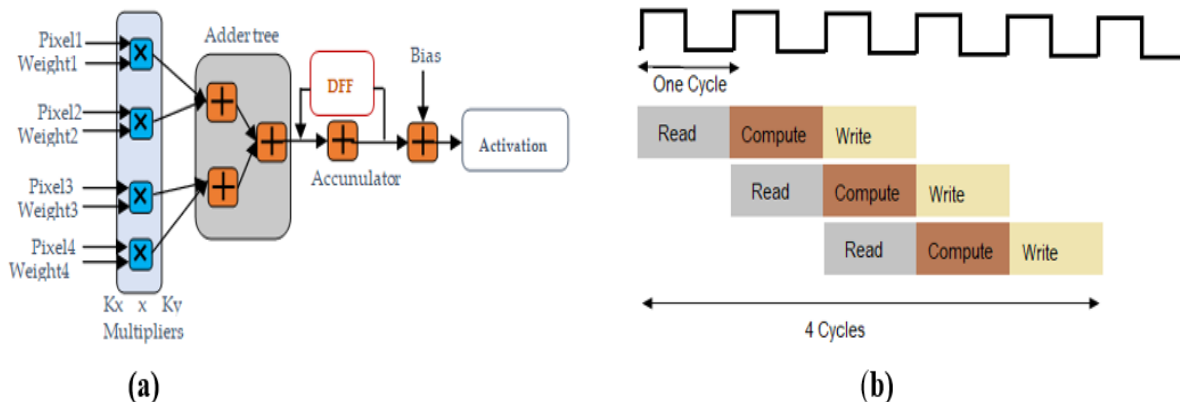 Pixel1
Weight1
Pixel2
Weight2
Pixel3
Weight3
Pixel4
Weight4
Kx x Ky
Multipliers
Adder tree
DFF
Accunulator
Bias
Activation
(a)
One Cycle
Read Compute Write
Read Compute Write
Read Compute Write
4 Cycles
(b)